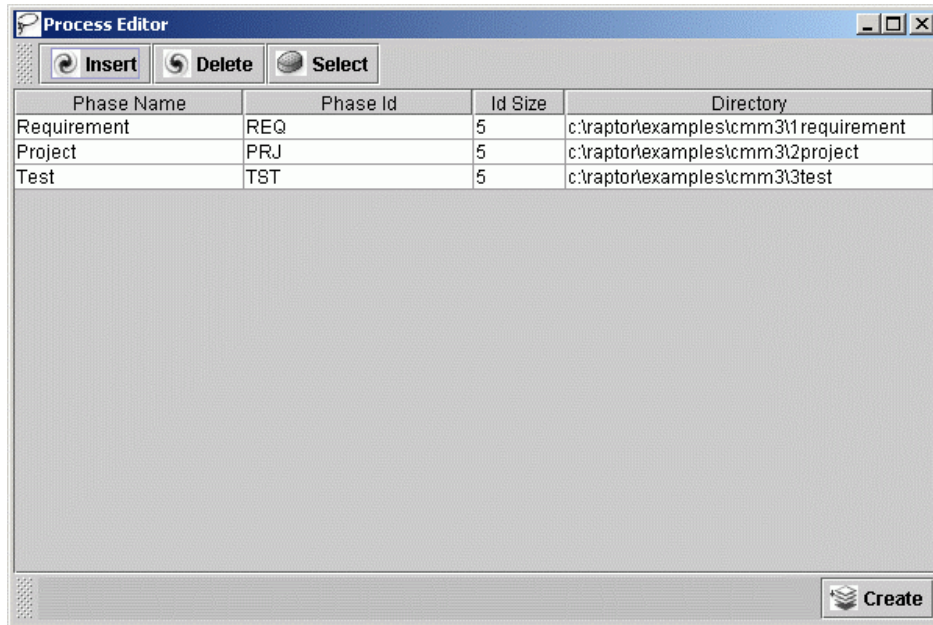 Process Editor
Insert Delete Select
Phase Name Phase Id Id Size Directory
Requirement REQ 5 c:\raptor\examples\cmm3\1requirement
Project PRJ 5 c:\raptor\examples\cmm3\2project
Test TST 5 c:\raptor\examples\cmm3\3test
Create